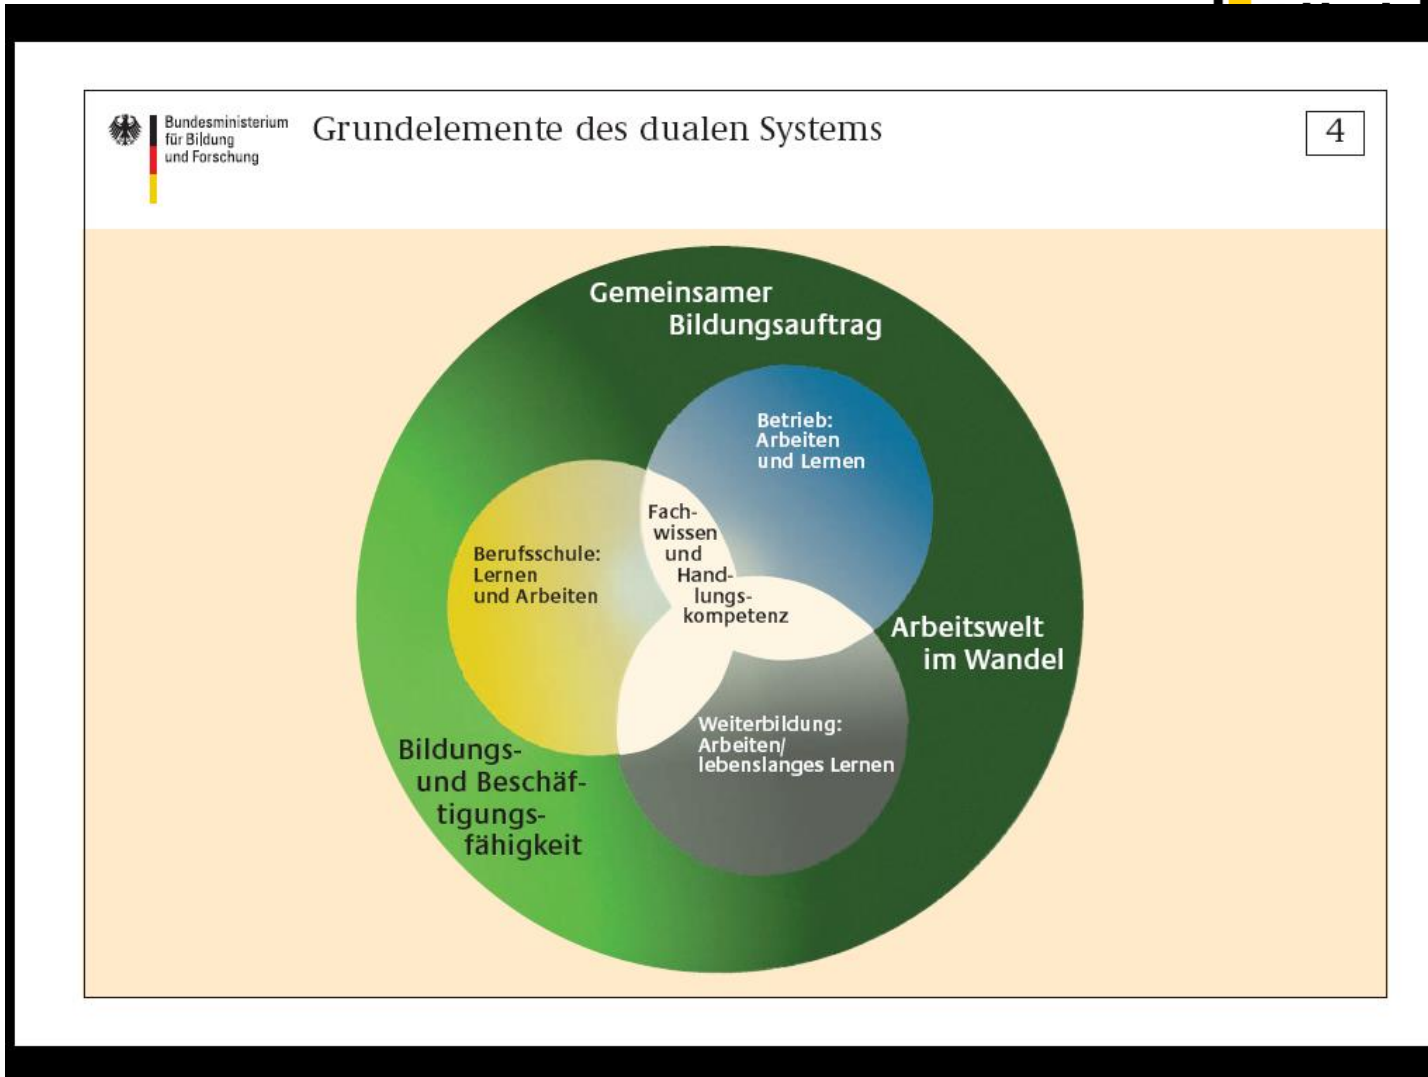 Bundesministerium
für Bildung
und Forschung
Grundelemente des dualen Systems
4
Gemeinsamer
Bildungsauftrag
Betrieb:
Arbeiten
und Lernen
Fach-
wissen
und
Hand-
lungs-
kompetenz
Berufsschule:
Lernen
und Arbeiten
Arbeitswelt
im Wandel
Weiterbildung:
Arbeiten/
lebenslanges Lernen
Bildungs-
und Beschäf-
tigungs-
fähigkeit